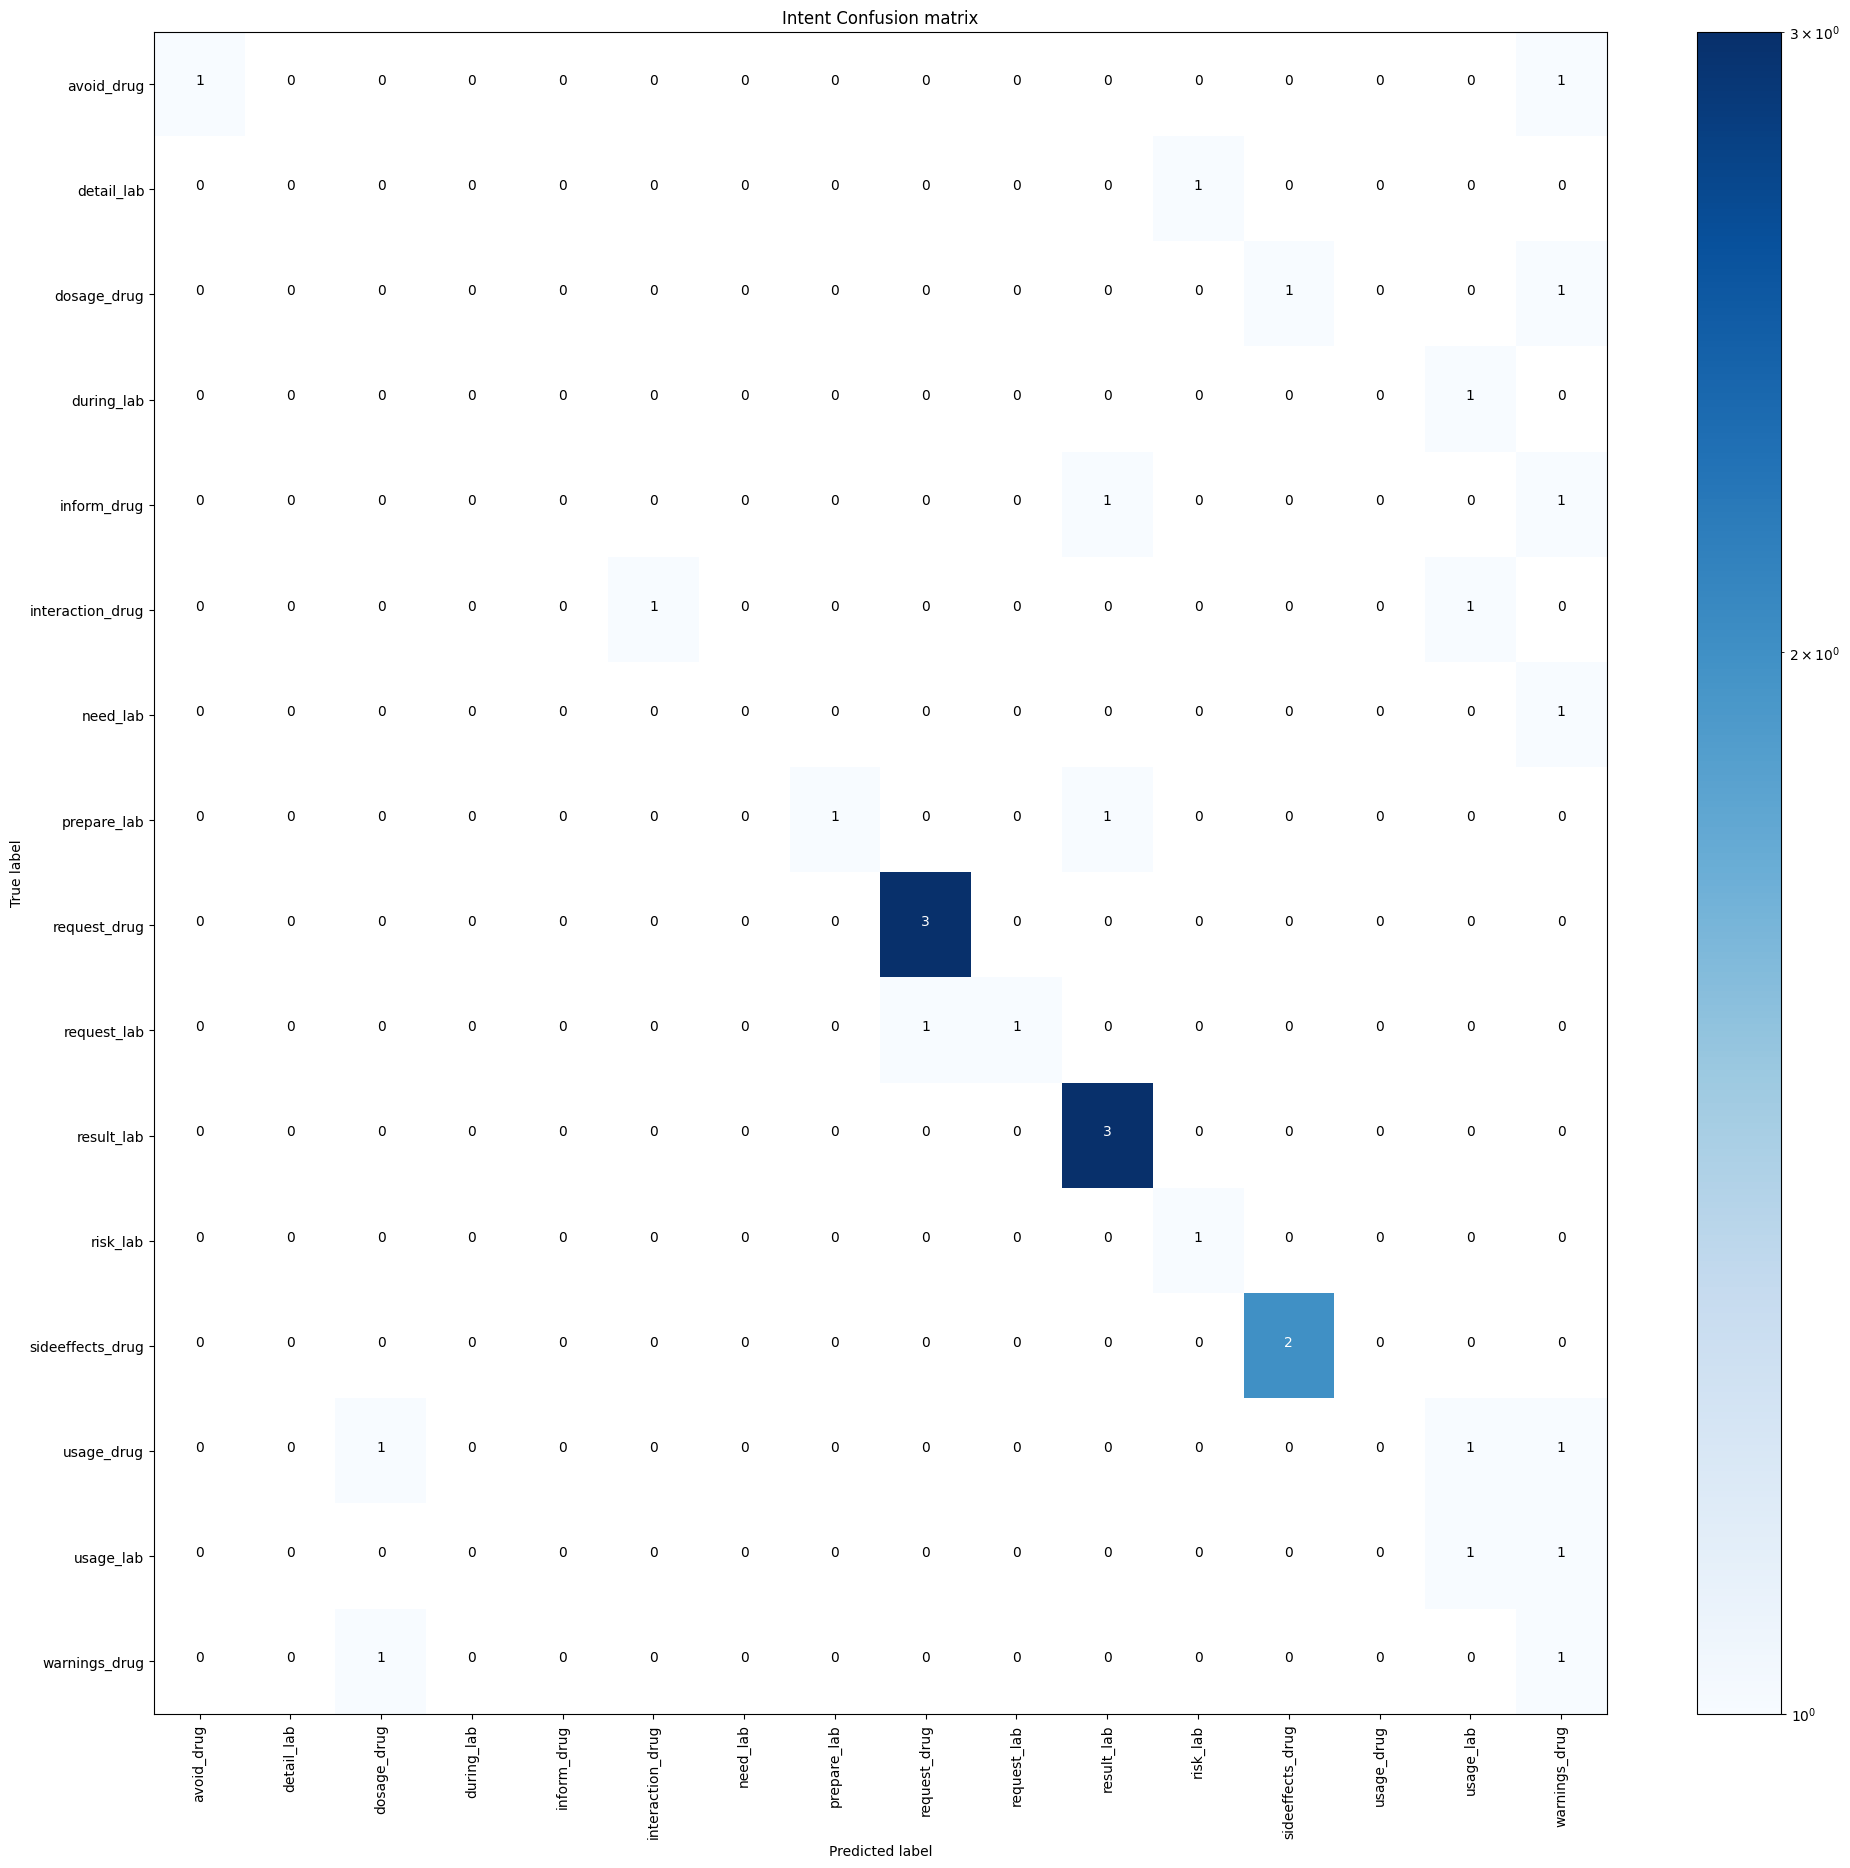 Intent Confusion matrix
avoid_drug 1 0 0 0 0 0 0 0 0 0 0 0 0 0 0 1
detail_lab 0 0 0 0 0 0 0 0 0 0 0 1 0 0 0 0
dosage_drug 0 0 0 0 0 0 0 0 0 0 0 0 1 0 0 1
during_lab 0 0 0 0 0 0 0 0 0 0 0 0 0 0 1 0
inform_drug 0 0 0 0 0 0 0 0 0 0 1 0 0 0 0 1
interaction_drug 0 0 0 0 0 1 0 0 0 0 0 0 0 0 1 0
need_lab 0 0 0 0 0 0 0 0 0 0 0 0 0 0 0 1
prepare_lab 0 0 0 0 0 0 0 1 0 0 1 0 0 0 0 0
request_drug 0 0 0 0 0 0 0 0 3 0 0 0 0 0 0 0
request_lab 0 0 0 0 0 0 0 0 1 1 0 0 0 0 0 0
result_lab 0 0 0 0 0 0 0 0 0 0 3 0 0 0 0 0
risk_lab 0 0 0 0 0 0 0 0 0 0 0 1 0 0 0 0
sideeffects_drug 0 0 0 0 0 0 0 0 0 0 0 0 2 0 0 0
usage_drug 0 0 1 0 0 0 0 0 0 0 0 0 0 0 1 1
usage_lab 0 0 0 0 0 0 0 0 0 0 0 0 0 0 1 1
warnings_drug 0 0 1 0 0 0 0 0 0 0 0 0 0 0 0 1
True label
avoid_drug
detail_lab
dosage_drug
during_lab
inform_drug
interaction_drug
need_lab
prepare_lab
request_drug
request_lab
result_lab
risk_lab
sideeffects_drug
usage_drug
usage_lab
warnings_drug
Predicted label
3 × 10⁰
2 × 10⁰
10⁰